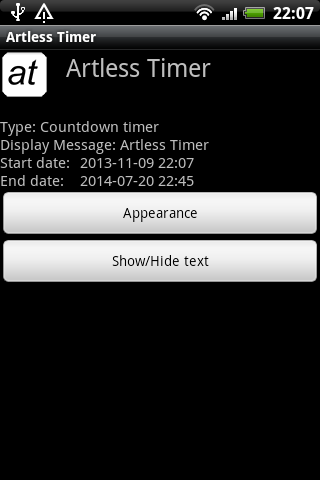 22:07
Artless Timer
at Artless Timer
Type: Countdown timer
Display Message: Artless Timer
Start date: 2013-11-09 22:07
End date: 2014-07-20 22:45
Appearance
Show/Hide text